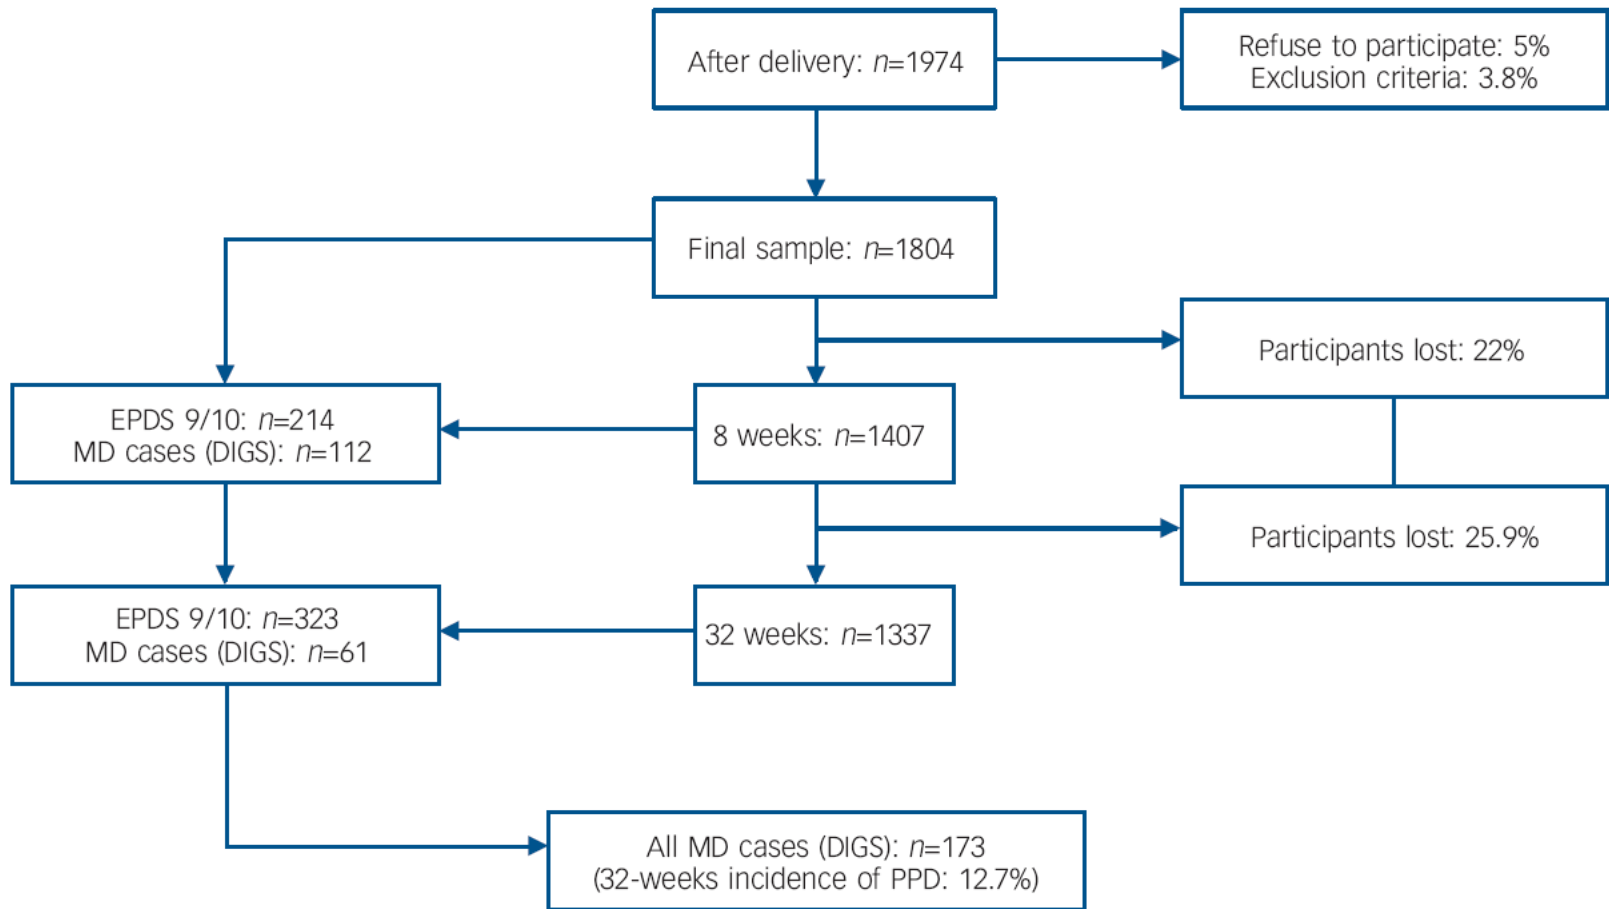 After delivery: n=1974
Refuse to participate: 5%
Exclusion criteria: 3.8%
Final sample: n=1804
Participants lost: 22%
EPDS 9/10: n=214
MD cases (DIGS): n=112
8 weeks: n=1407
Participants lost: 25.9%
EPDS 9/10: n=323
MD cases (DIGS): n=61
32 weeks: n=1337
All MD cases (DIGS): n=173
(32-weeks incidence of PPD: 12.7%)